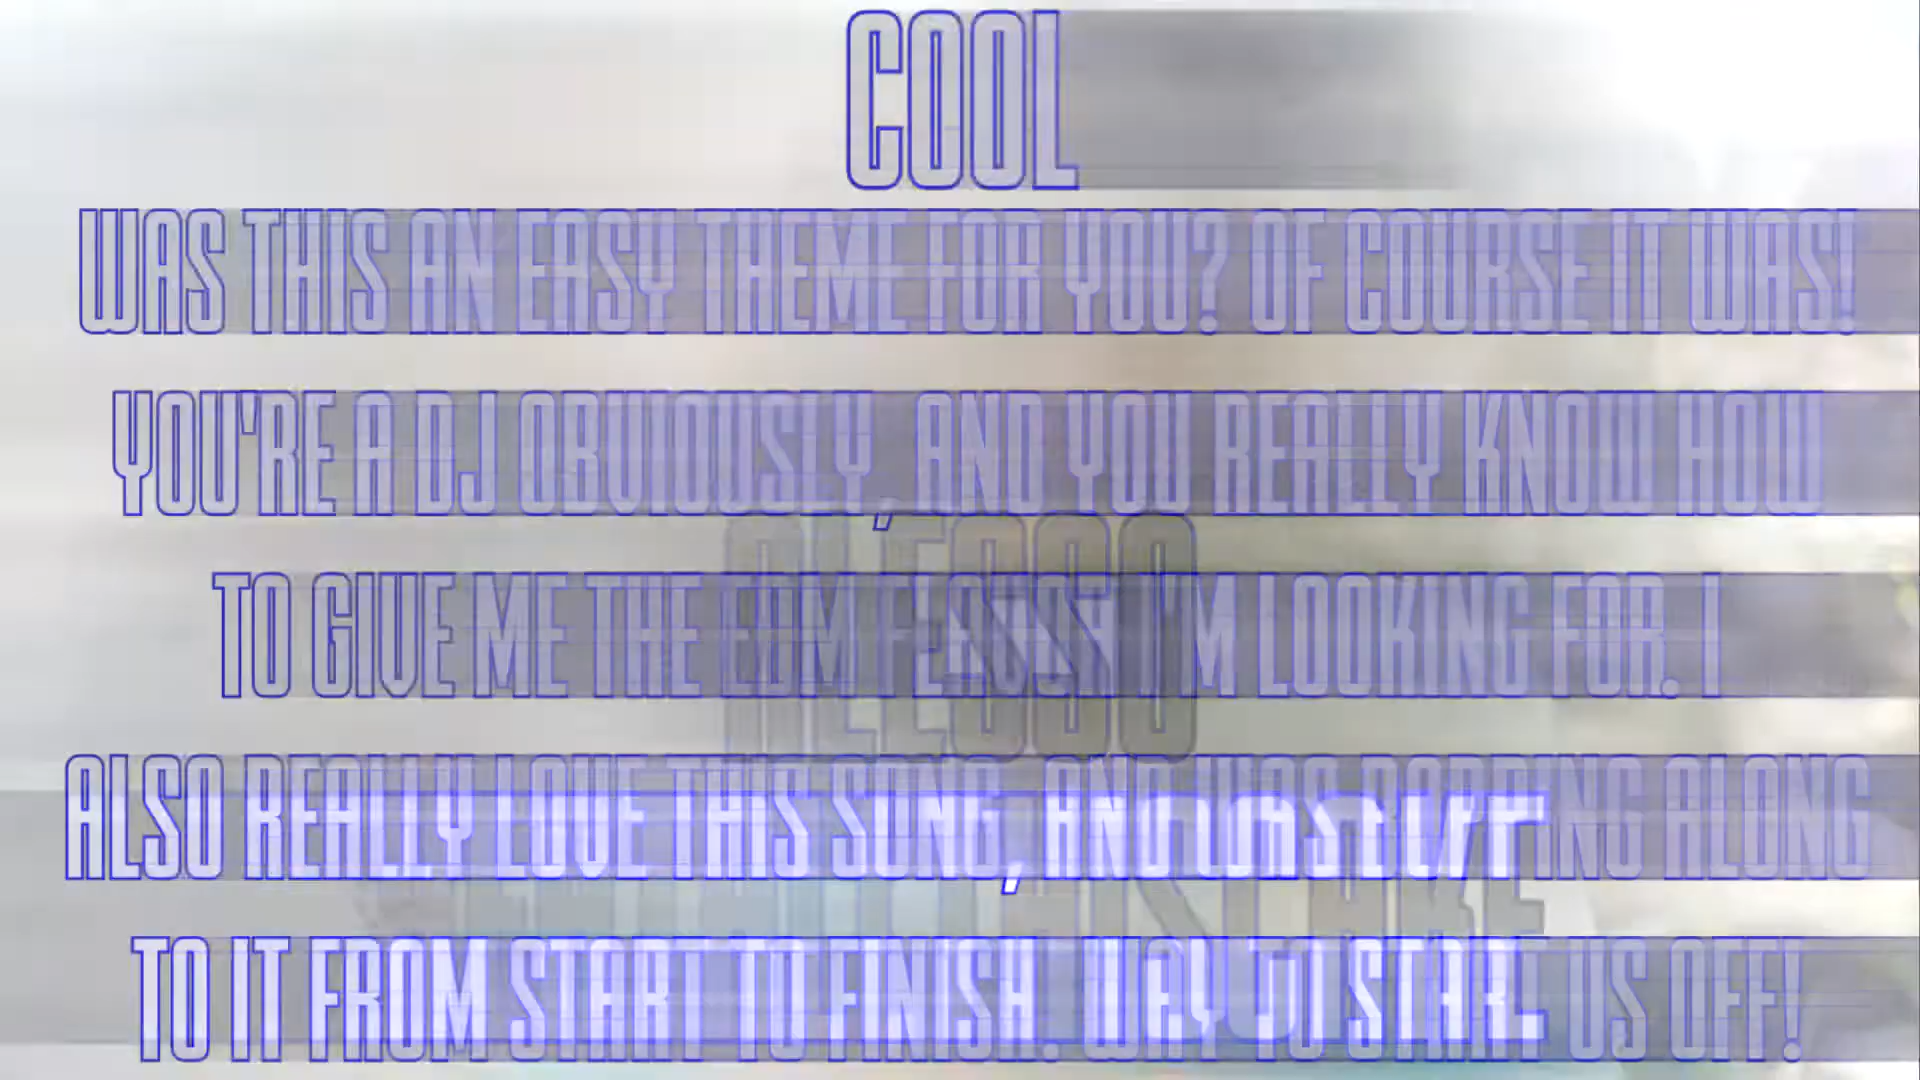 COOL
WAS THIS AN EASY THEME FOR YOU? OF COURSE IT WAS!
YOU'RE A DJ OBVIOUSLY, AND YOU REALLY KNOW HOW
ALESSO
TO GIVE ME THE EDM I'M LOOKING FOR. I
ALSO REALLY LOVE THIS SONG, AND WAS BOPPING ALONG
TO IT FROM START TO FINISH. WAY TO START US OFF!